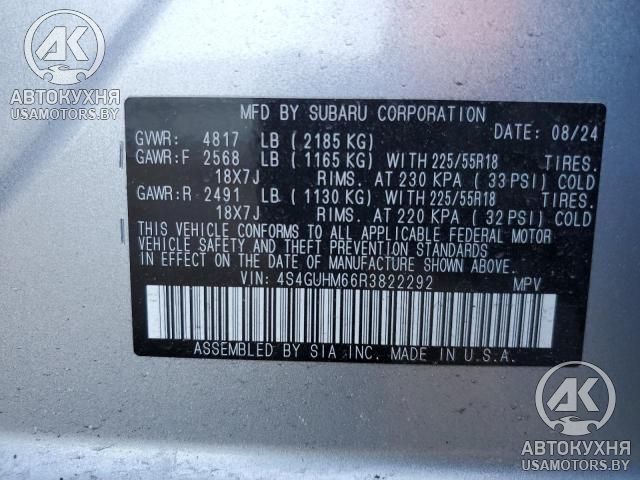 AK
АВТОКУХНЯ
USAMOTORS.BY
MFD BY SUBARU CORPORATION
GVWR: 4817 LB ( 2185 KG) DATE: 08/24
GAWR:F 2568 LB ( 1165 KG) WITH 225/55R18 TIRES.
18X7J RIMS. AT 230 KPA ( 33 PSI) COLD
GAWR:R 2491 LB ( 1130 KG) WITH 225/55R18 TIRES.
18X7J RIMS. AT 220 KPA ( 32 PSI) COLD
THIS VEHICLE CONFORMS TO ALL APPLICABLE FEDERAL MOTOR
VEHICLE SAFETY AND THEFT PREVENTION STANDARDS
IN EFFECT ON THE DATE OF MANUFACTURE SHOWN ABOVE.
VIN: 4S4GUHM66R3822292 MPV
ASSEMBLED BY SIA INC. MADE IN U.S.A.
AK
АВТОКУХНЯ
USAMOTORS.BY